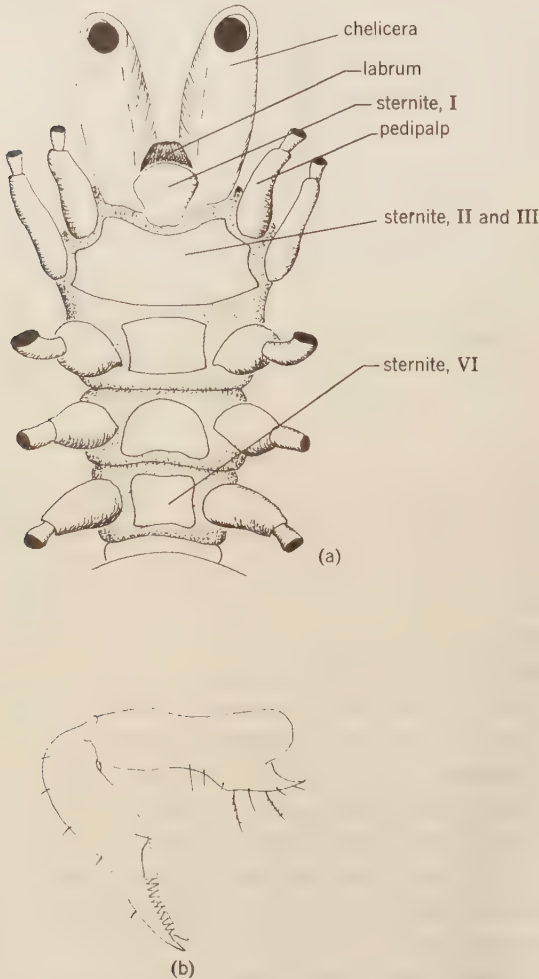 chelicera
labrum
sternite, I
pedipalp
sternite, II and III
sternite, VI
(a)
(b)